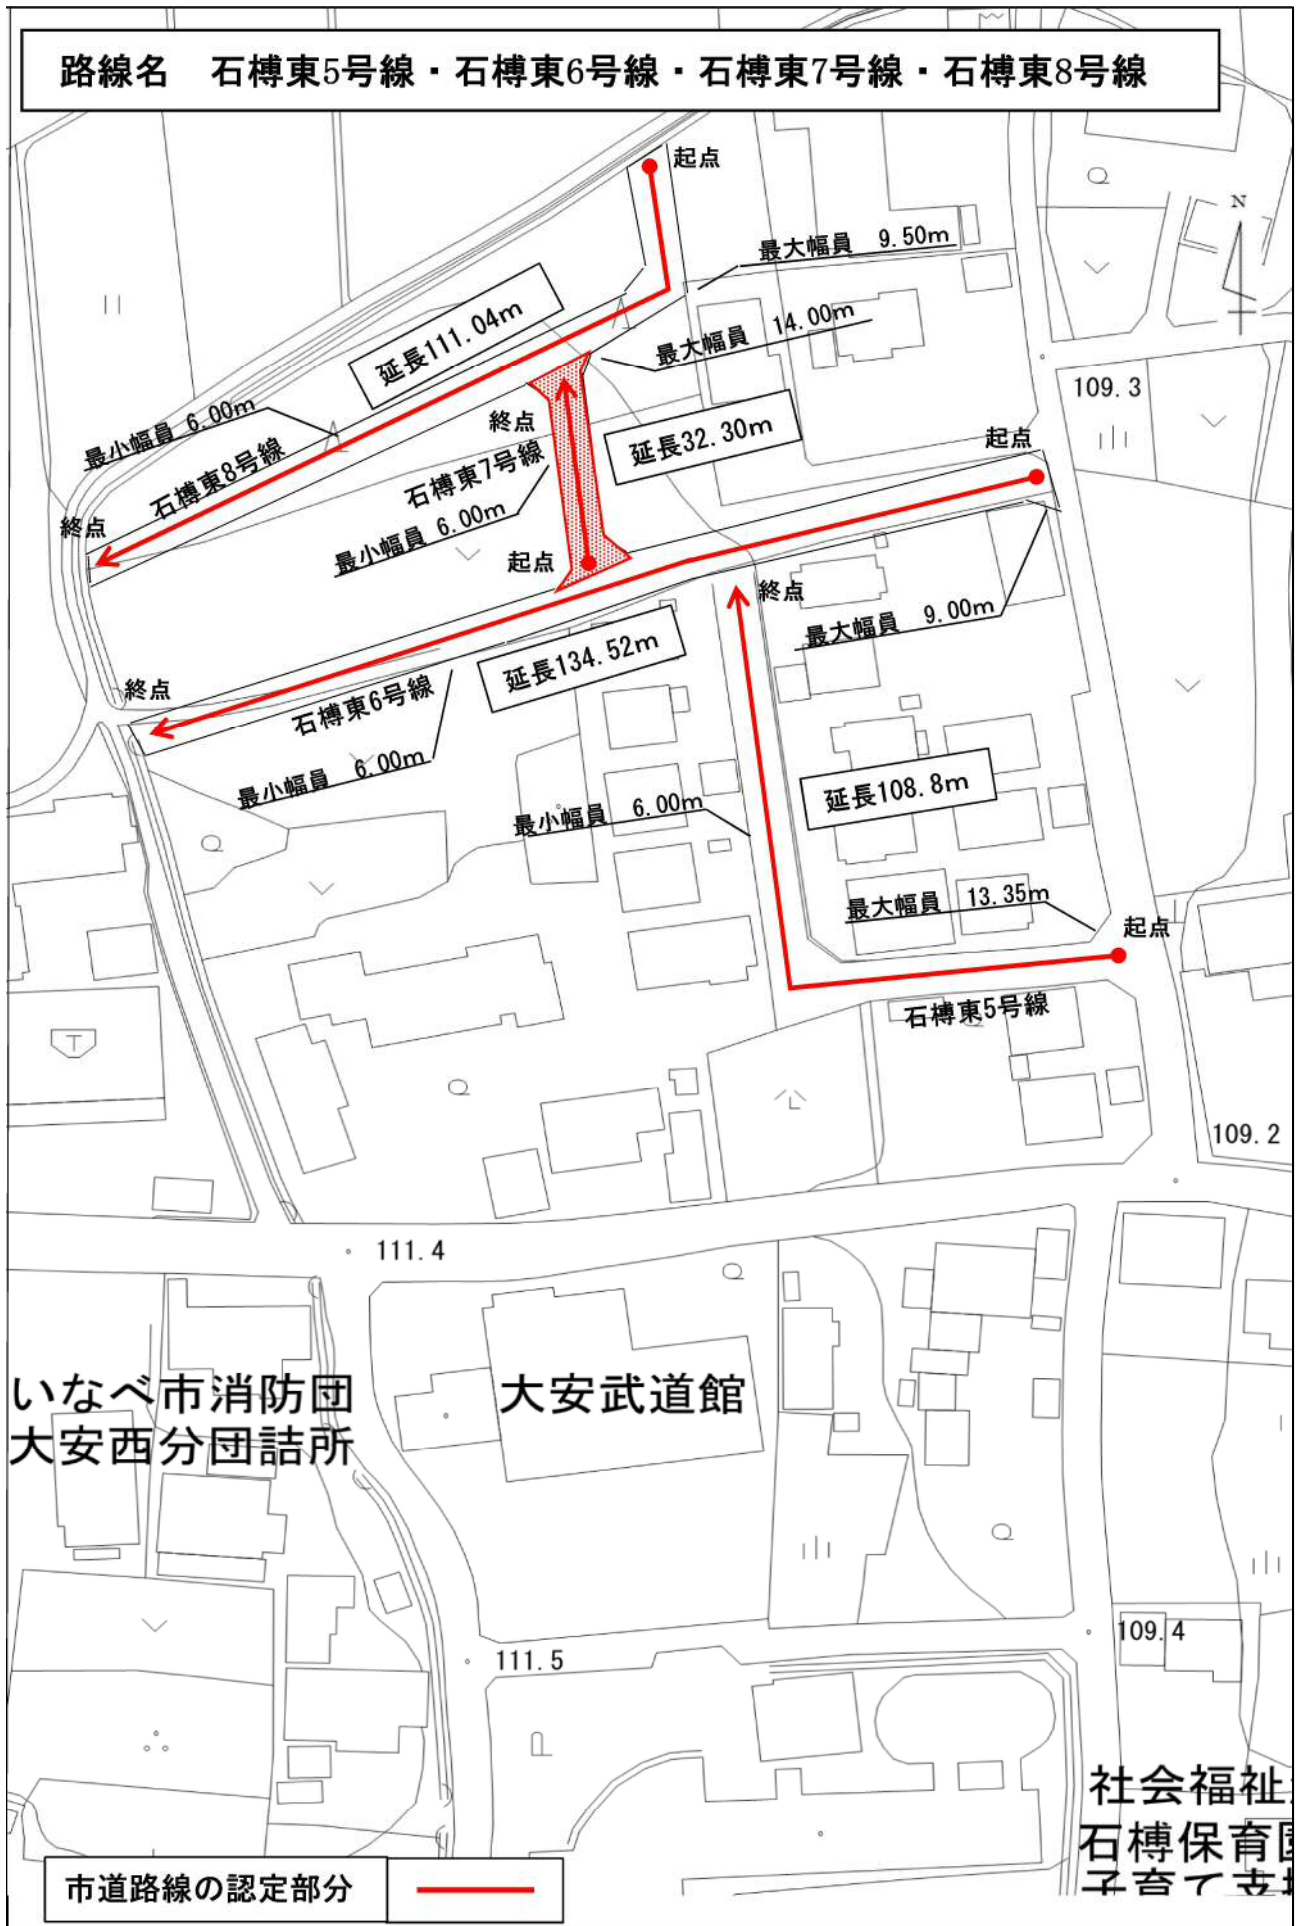 路線名　石榑東5号線・石榑東6号線・石榑東7号線・石榑東8号線
起点
N
最大幅員　9.50m
延長111.04m
最大幅員　14.00m
109.3
最小幅員 6.00m
終点
延長32.30m
起点
石榑東8号線
石榑東7号線
終点
最小幅員 6.00m
起点
終点
最大幅員　9.00m
延長134.52m
終点
石榑東6号線
最小幅員　6.00m
延長108.8m
最小幅員　6.00m
最大幅員　13.35m
起点
石榑東5号線
109.2
111.4
いなべ市消防団
大安西分団詰所
大安武道館
109.4
111.5
社会福祉
石榑保育
子育て支
市道路線の認定部分